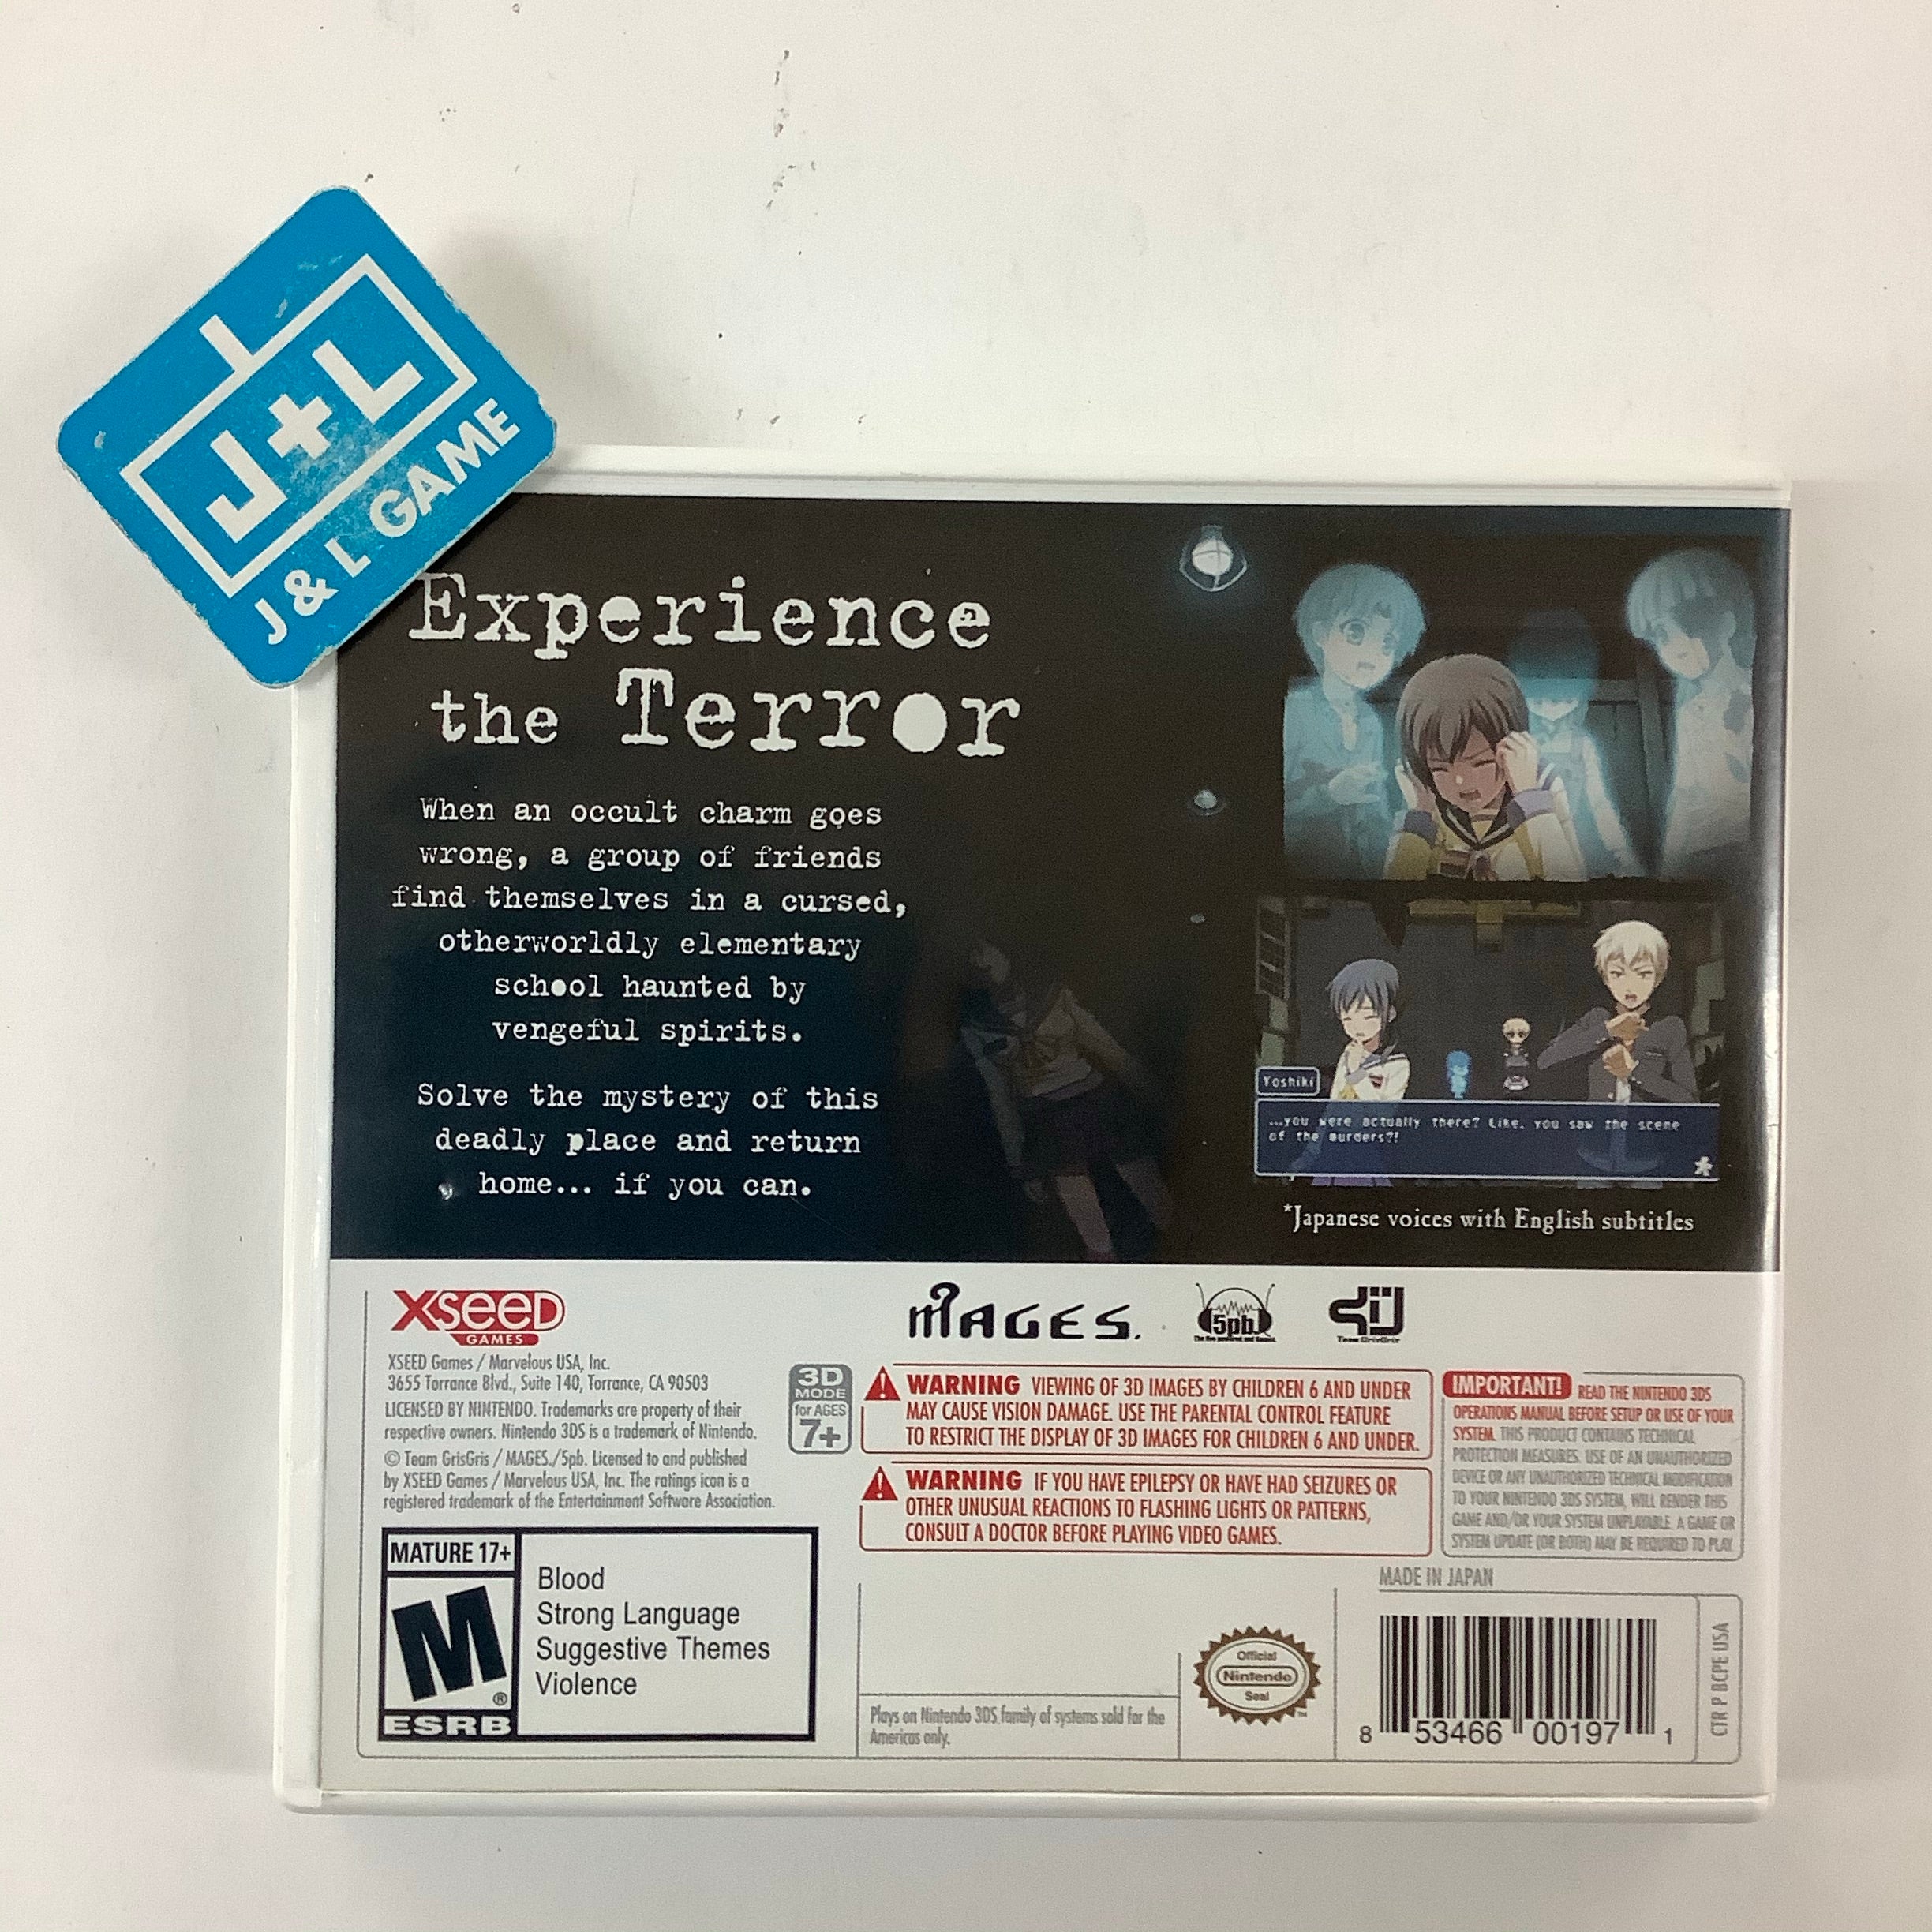 J+L
J & L GAME
Experience
the Terror
When an occult charm goes
wrong, a group of friends
find themselves in a cursed,
otherworldly elementary
school haunted by
vengeful spirits.
Solve the mystery of this
deadly place and return
home... if you can.
Yoshiki
...you were actually there? Like, you saw the scene
of the murders?!
*Japanese voices with English subtitles
XSEED
GAMES
MAGES.
5pb.
Team GrisGris
XSEED Games / Marvelous USA, Inc.
3655 Torrance Blvd., Suite 140, Torrance, CA 90503
LICENSED BY NINTENDO. Trademarks are property of their
respective owners. Nintendo 3DS is a trademark of Nintendo.
© Team GrisGris / MAGES./5pb. Licensed to and published
by XSEED Games / Marvelous USA, Inc. The ratings icon is a
registered trademark of the Entertainment Software Association.
3D
MODE
for AGES
7+
WARNING VIEWING OF 3D IMAGES BY CHILDREN 6 AND UNDER
MAY CAUSE VISION DAMAGE. USE THE PARENTAL CONTROL FEATURE
TO RESTRICT THE DISPLAY OF 3D IMAGES FOR CHILDREN 6 AND UNDER.
WARNING IF YOU HAVE EPILEPSY OR HAVE HAD SEIZURES OR
OTHER UNUSUAL REACTIONS TO FLASHING LIGHTS OR PATTERNS,
CONSULT A DOCTOR BEFORE PLAYING VIDEO GAMES.
IMPORTANT! READ THE NINTENDO 3DS
OPERATIONS MANUAL BEFORE SETUP OR USE OF YOUR
SYSTEM. THIS PRODUCT CONTAINS TECHNICAL
PROTECTION MEASURES. USE OF AN UNAUTHORIZED
DEVICE OR ANY UNAUTHORIZED TECHNICAL MODIFICATION
TO YOUR NINTENDO 3DS SYSTEM, WILL RENDER THIS
GAME AND/OR YOUR SYSTEM UNPLAYABLE. A GAME OR
SYSTEM UPDATE (OR BOTH) MAY BE REQUIRED TO PLAY.
MATURE 17+
M
®
ESRB
Blood
Strong Language
Suggestive Themes
Violence
Plays on Nintendo 3DS family of systems sold for the
Americas only.
Official
Nintendo
Seal
TM
MADE IN JAPAN
8 53466 00197 1
CTR P BCPE USA